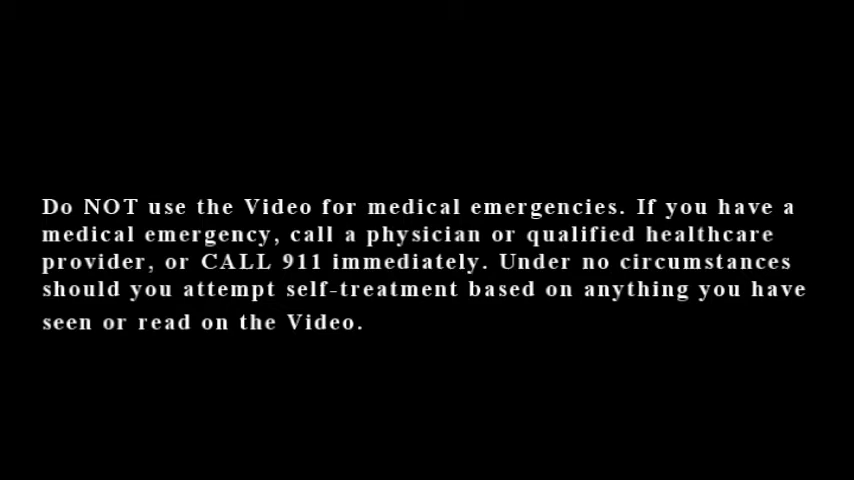 Do NOT use the Video for medical emergencies. If you have a
medical emergency, call a physician or qualified healthcare
provider, or CALL 911 immediately. Under no circumstances
should you attempt self-treatment based on anything you have
seen or read on the Video.